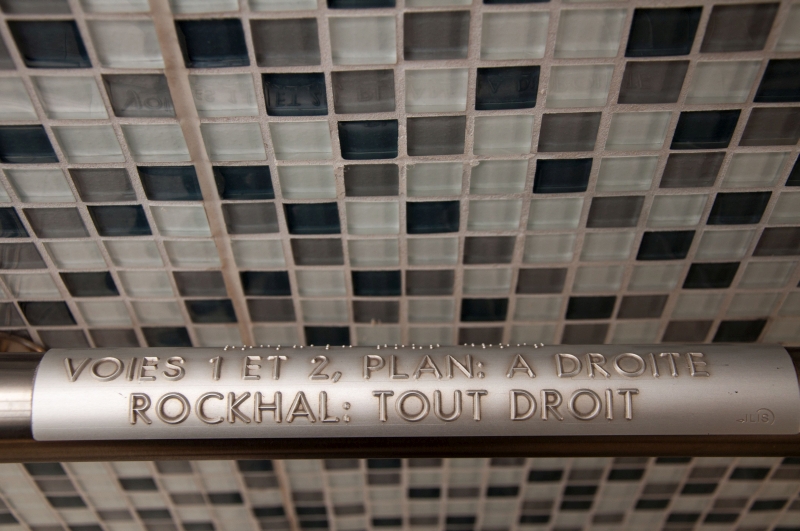 VOIES 1 ET 2, PLAN: A DROITE
ROCKHAL: TOUT DROIT